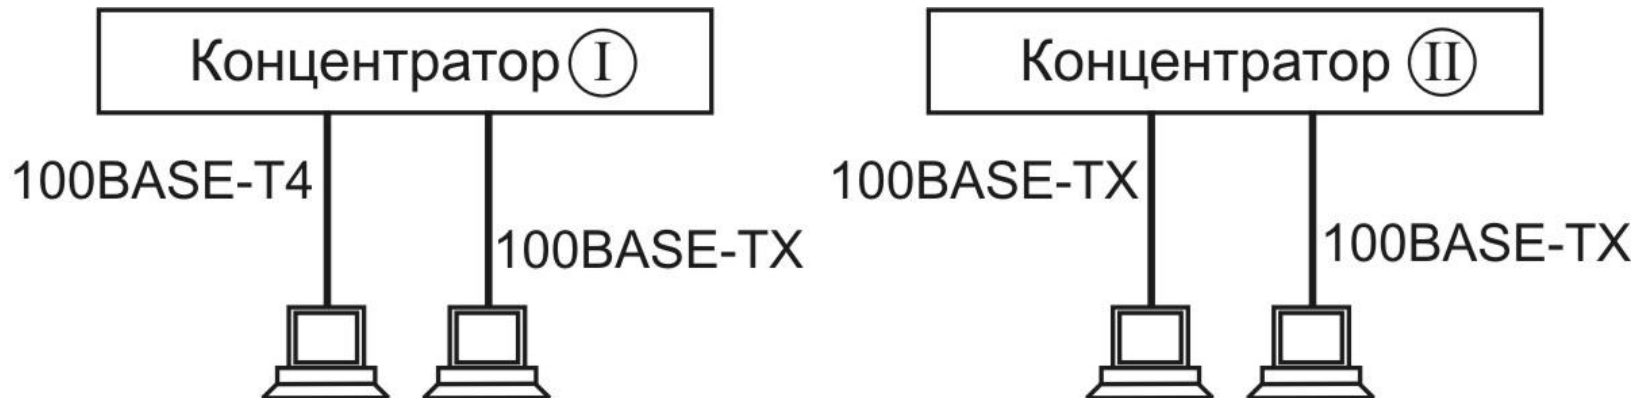 Концентратор I
Концентратор II
100BASE-T4
100BASE-TX
100BASE-TX
100BASE-TX